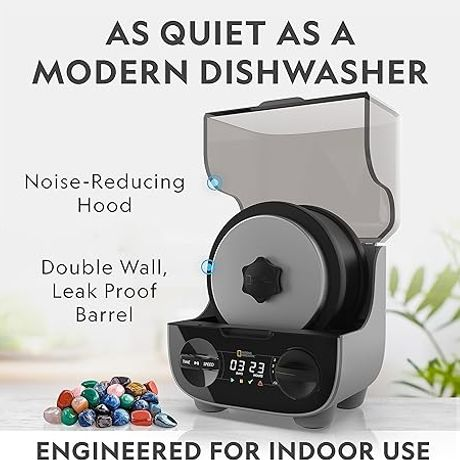 AS QUIET AS A
MODERN DISHWASHER
Noise-Reducing
Hood
Double Wall,
Leak Proof
Barrel
TIME
SPEED
03 23
ENGINEERED FOR INDOOR USE